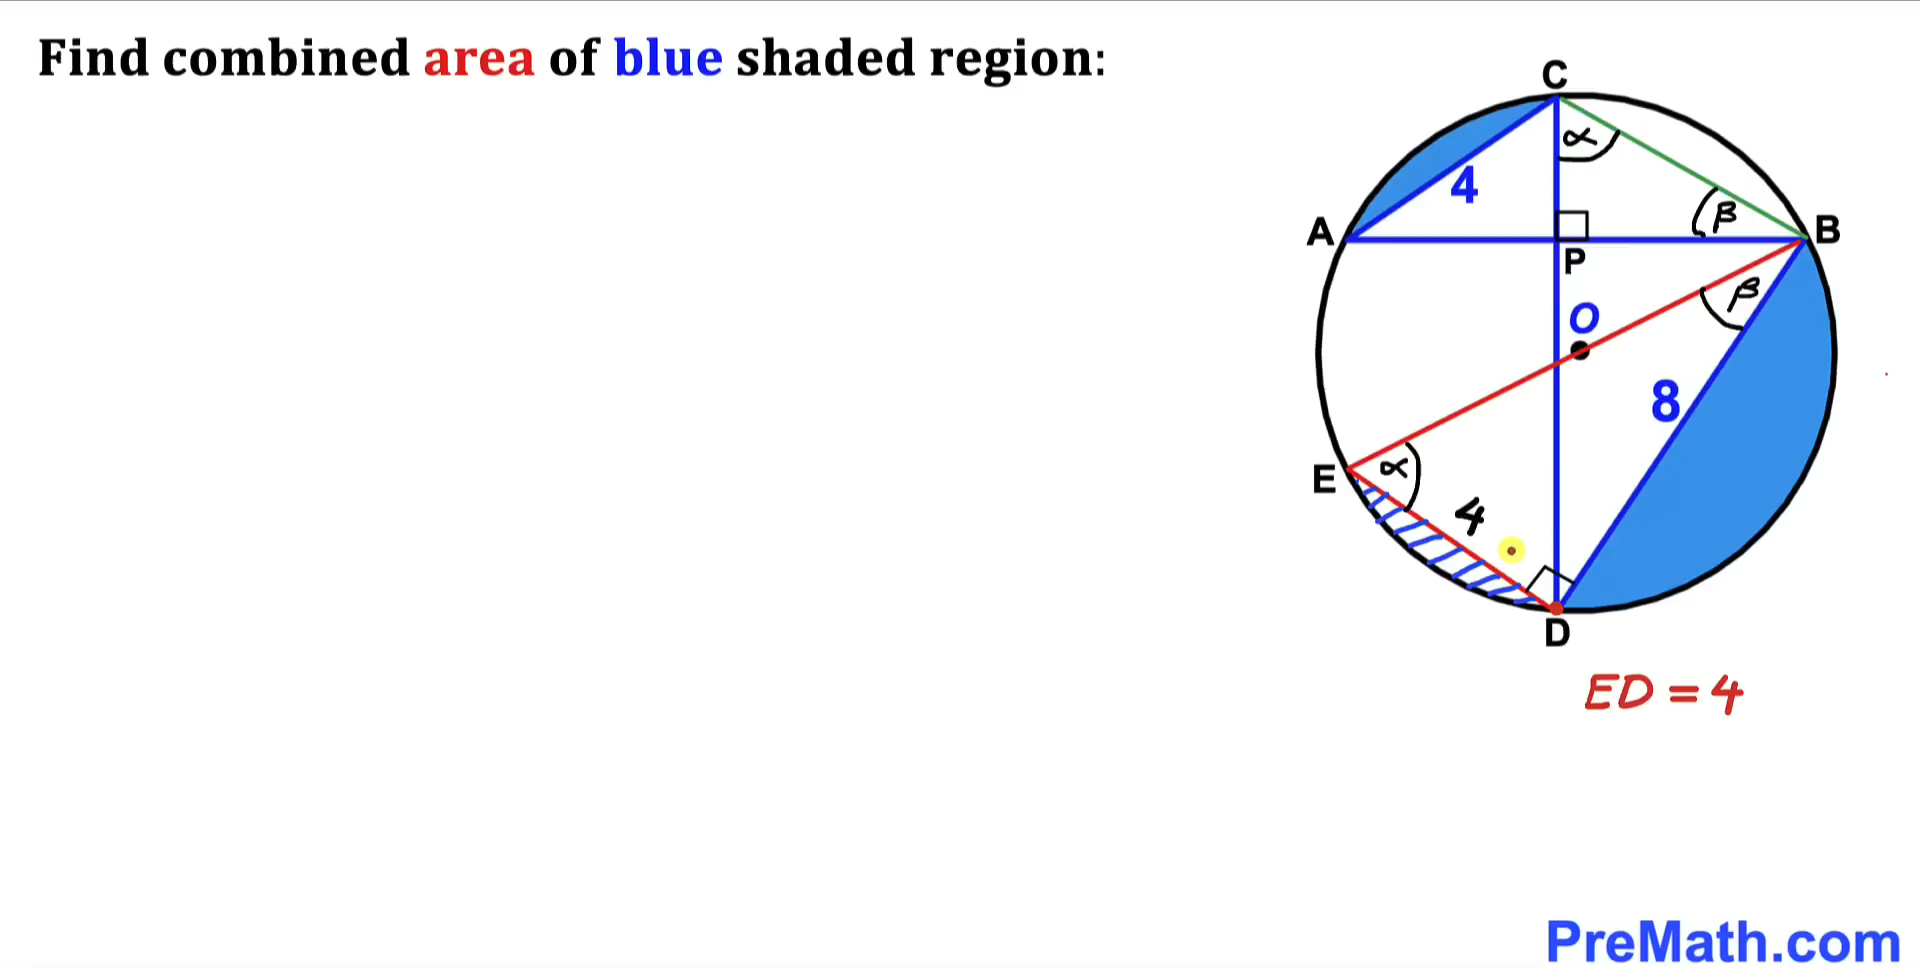 Find combined area of blue shaded region:
C
α
4
β
A
B
P
β
O
8
E
α
4
D
ED = 4
PreMath.com